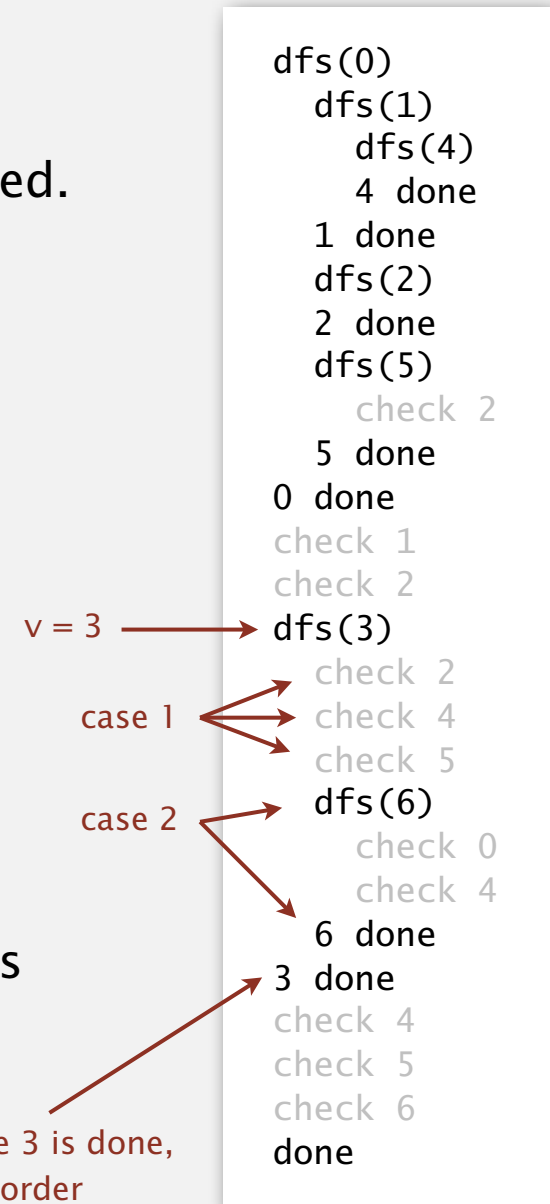 dfs(0)
dfs(1)
dfs(4)
ed.
4 done
1 done
dfs(2)
2 done
dfs(5)
check 2
5 done
0 done
check 1
check 2
v = 3 dfs(3)
check 2
case 1 check 4
check 5
dfs(6)
case 2
check 0
check 4
6 done
s
3 done
check 4
check 5
check 6
e 3 is done, done
order